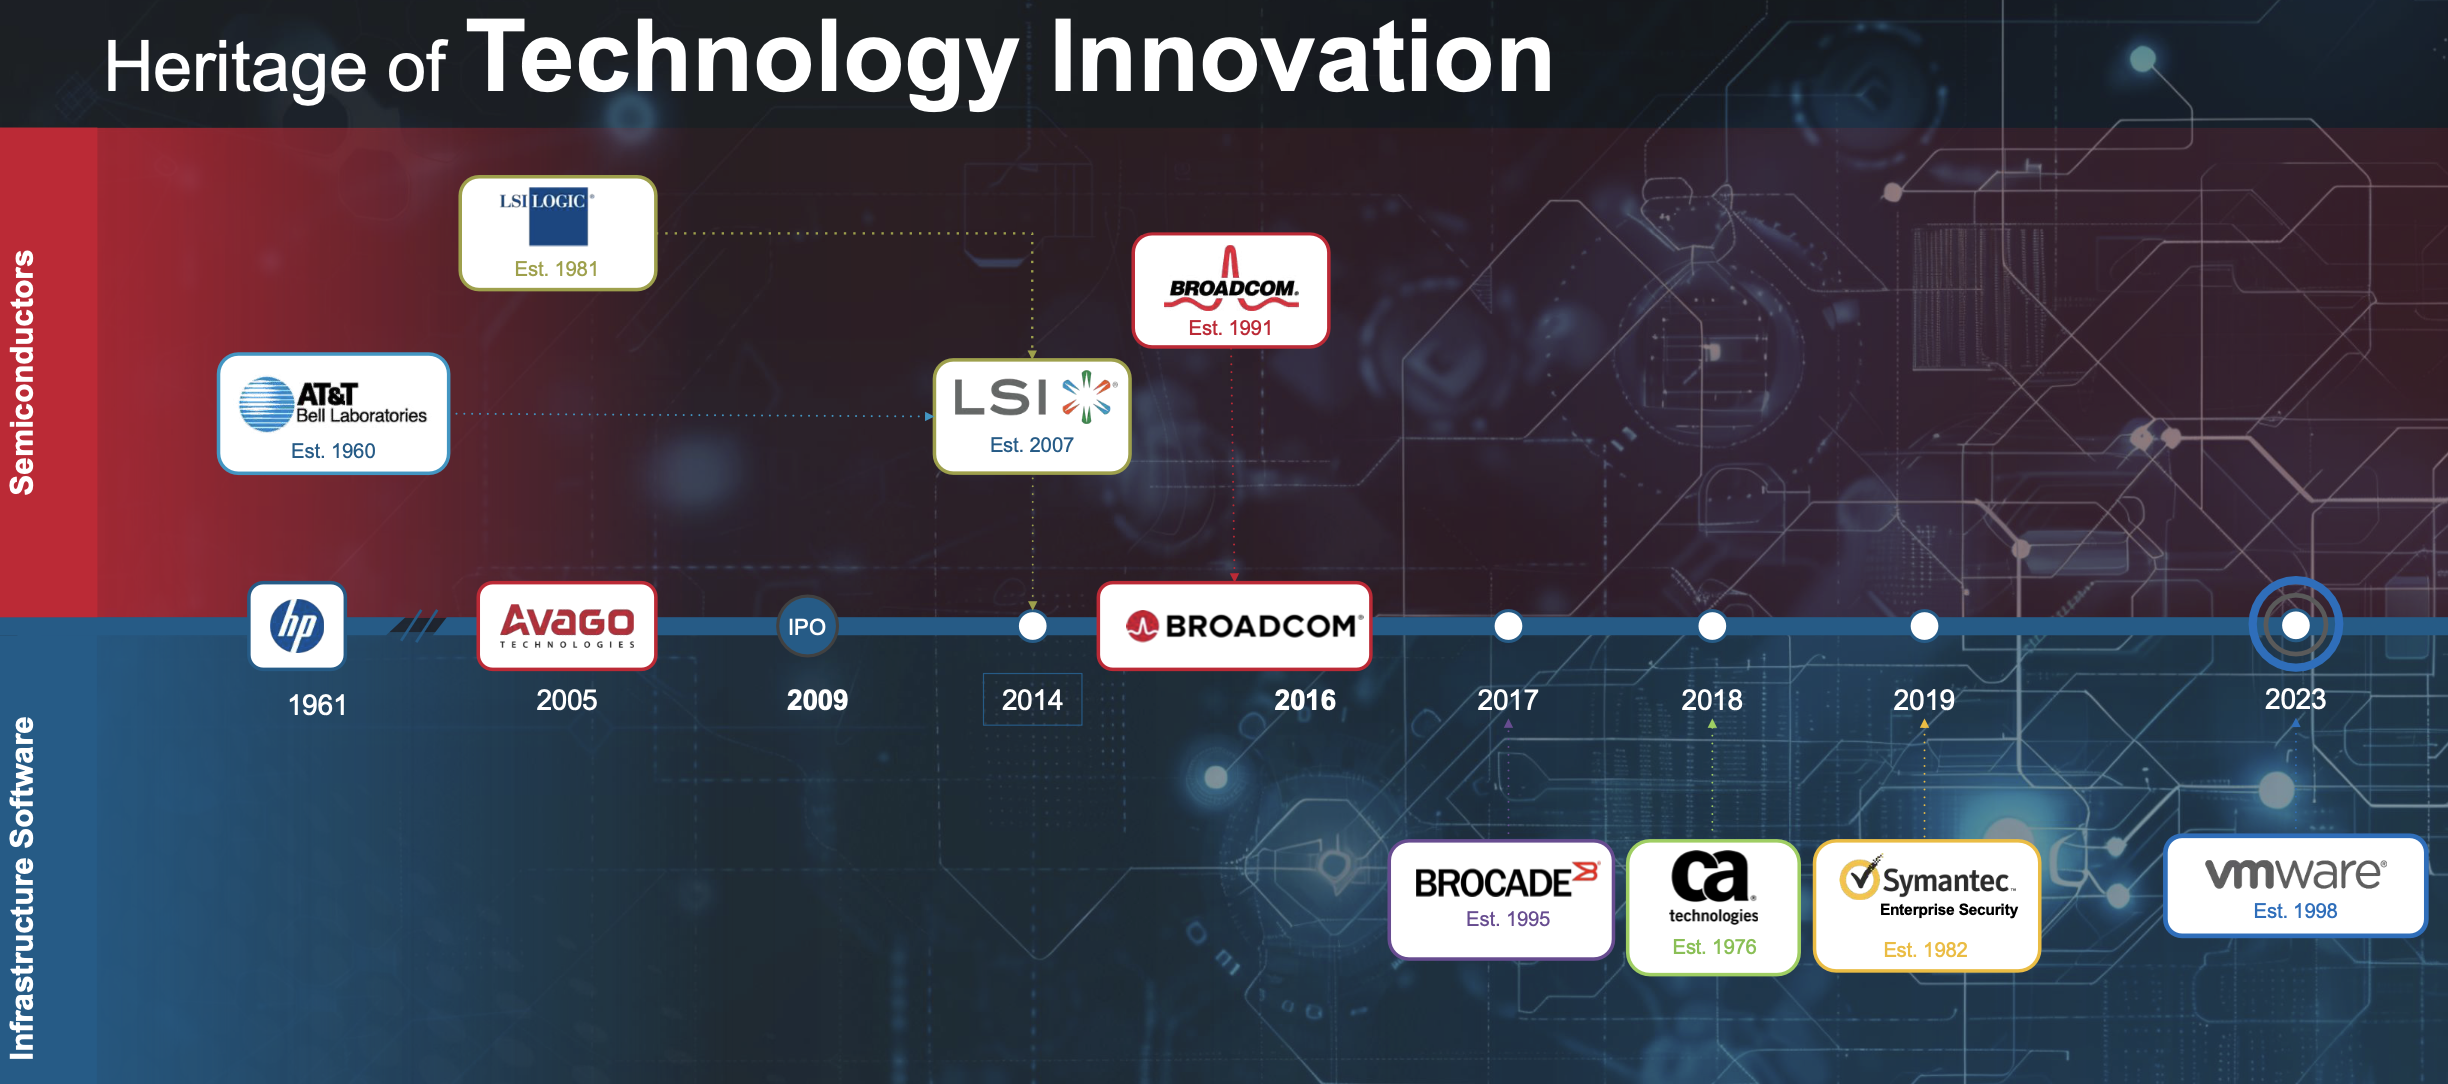 Heritage of Technology Innovation
Semiconductors
LSI LOGIC®
Est. 1981
BROADCOM®
Est. 1991
AT&T
Bell Laboratories
Est. 1960
LSI®
Est. 2007
hp
AVAGO
TECHNOLOGIES
IPO
BROADCOM®
1961
2005
2009
2014
2016
2017
2018
2019
2023
Infrastructure Software
BROCADE
Est. 1995
ca
technologies
Est. 1976
Symantec™
Enterprise Security
Est. 1982
vmware®
Est. 1998